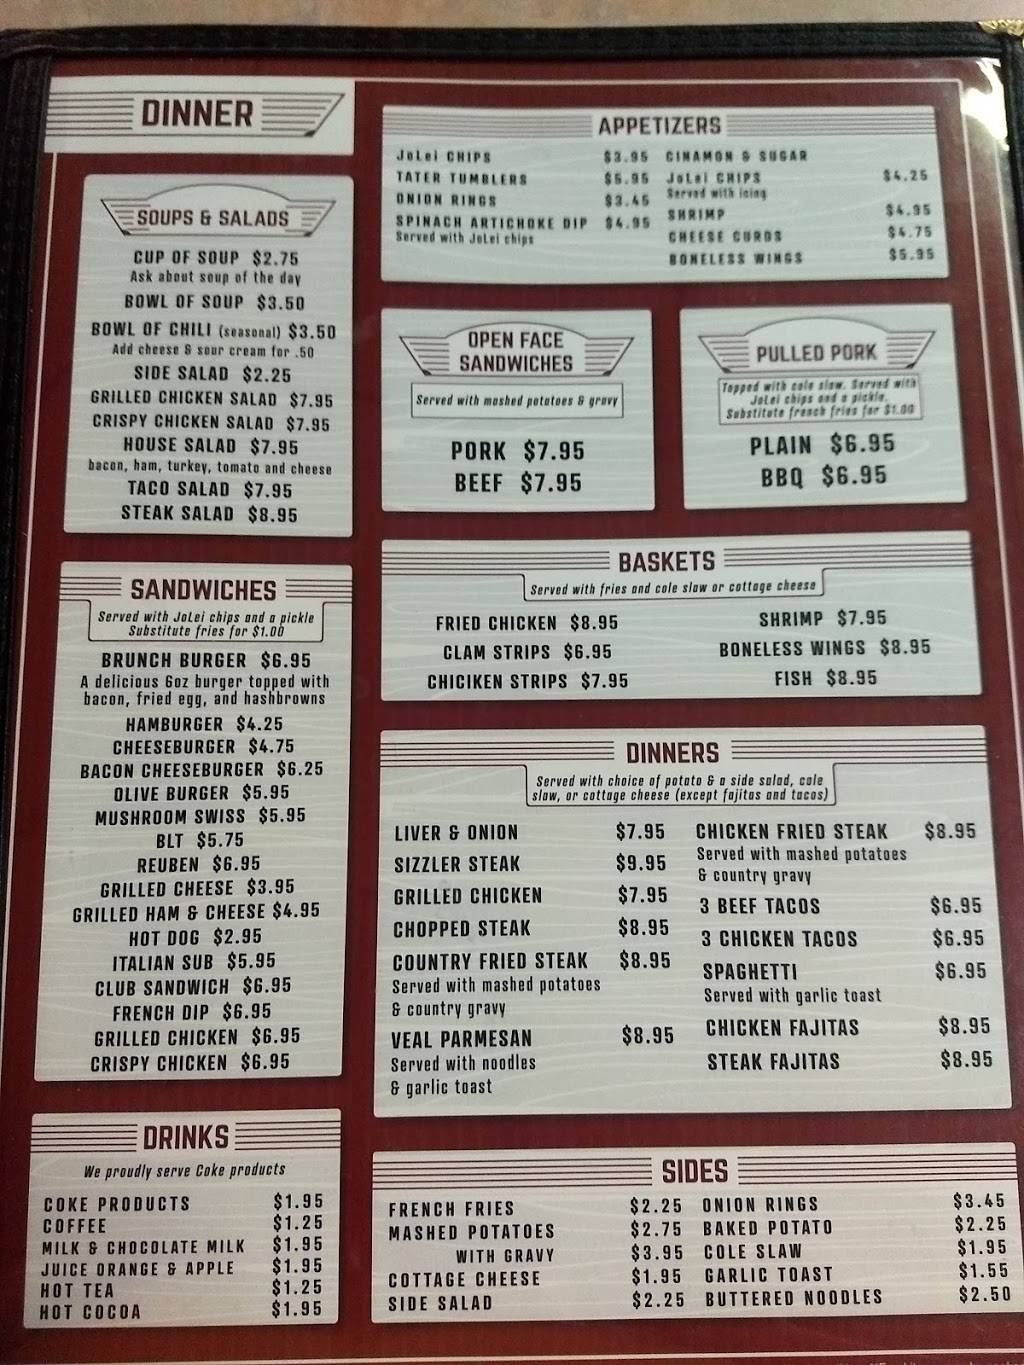 DINNER
SOUPS & SALADS
CUP OF SOUP $2.75
Ask about soup of the day
BOWL OF SOUP $3.50
BOWL OF CHILI (seasonal) $3.50
Add cheese & sour cream for .50
SIDE SALAD $2.25
GRILLED CHICKEN SALAD $7.95
CRISPY CHICKEN SALAD $7.95
HOUSE SALAD $7.95
bacon, ham, turkey, tomato and cheese
TACO SALAD $7.95
STEAK SALAD $8.95
SANDWICHES
Served with JoLei chips and a pickle
Substitute fries for $1.00
BRUNCH BURGER $6.95
A delicious 6oz burger topped with
bacon, fried egg, and hashbrowns
HAMBURGER $4.25
CHEESEBURGER $4.75
BACON CHEESEBURGER $6.25
OLIVE BURGER $5.95
MUSHROOM SWISS $5.95
BLT $5.75
REUBEN $6.95
GRILLED CHEESE $3.95
GRILLED HAM & CHEESE $4.95
HOT DOG $2.95
ITALIAN SUB $5.95
CLUB SANDWICH $6.95
FRENCH DIP $6.95
GRILLED CHICKEN $6.95
CRISPY CHICKEN $6.95
DRINKS
We proudly serve Coke products
COKE PRODUCTS $1.95
COFFEE $1.25
MILK & CHOCOLATE MILK $1.95
JUICE ORANGE & APPLE $1.95
HOT TEA $1.25
HOT COCOA $1.95
APPETIZERS
JoLei CHIPS $3.95
TATER TUMBLERS $5.95
ONION RINGS $3.45
SPINACH ARTICHOKE DIP $4.95
Served with JoLei chips
CINAMON & SUGAR
JoLei CHIPS $4.25
Served with icing
SHRIMP $4.95
CHEESE CURDS $4.75
BONELESS WINGS $5.95
OPEN FACE
SANDWICHES
Served with mashed potatoes & gravy
PORK $7.95
BEEF $7.95
PULLED PORK
Topped with cole slaw. Served with
JoLei chips and a pickle.
Substitute french fries for $1.00
PLAIN $6.95
BBQ $6.95
BASKETS
Served with fries and cole slaw or cottage cheese
FRIED CHICKEN $8.95
CLAM STRIPS $6.95
CHICIKEN STRIPS $7.95
SHRIMP $7.95
BONELESS WINGS $8.95
FISH $8.95
DINNERS
Served with choice of potato & a side salad, cole
slaw, or cottage cheese (except fajitas and tacos)
LIVER & ONION $7.95
SIZZLER STEAK $9.95
GRILLED CHICKEN $7.95
CHOPPED STEAK $8.95
COUNTRY FRIED STEAK $8.95
Served with mashed potatoes
& country gravy
VEAL PARMESAN $8.95
Served with noodles
& garlic toast
CHICKEN FRIED STEAK $8.95
Served with mashed potatoes
& country gravy
3 BEEF TACOS $6.95
3 CHICKEN TACOS $6.95
SPAGHETTI $6.95
Served with garlic toast
CHICKEN FAJITAS $8.95
STEAK FAJITAS $8.95
SIDES
FRENCH FRIES $2.25
MASHED POTATOES $2.75
WITH GRAVY $3.95
COTTAGE CHEESE $1.95
SIDE SALAD $2.25
ONION RINGS $3.45
BAKED POTATO $2.25
COLE SLAW $1.95
GARLIC TOAST $1.55
BUTTERED NOODLES $2.50